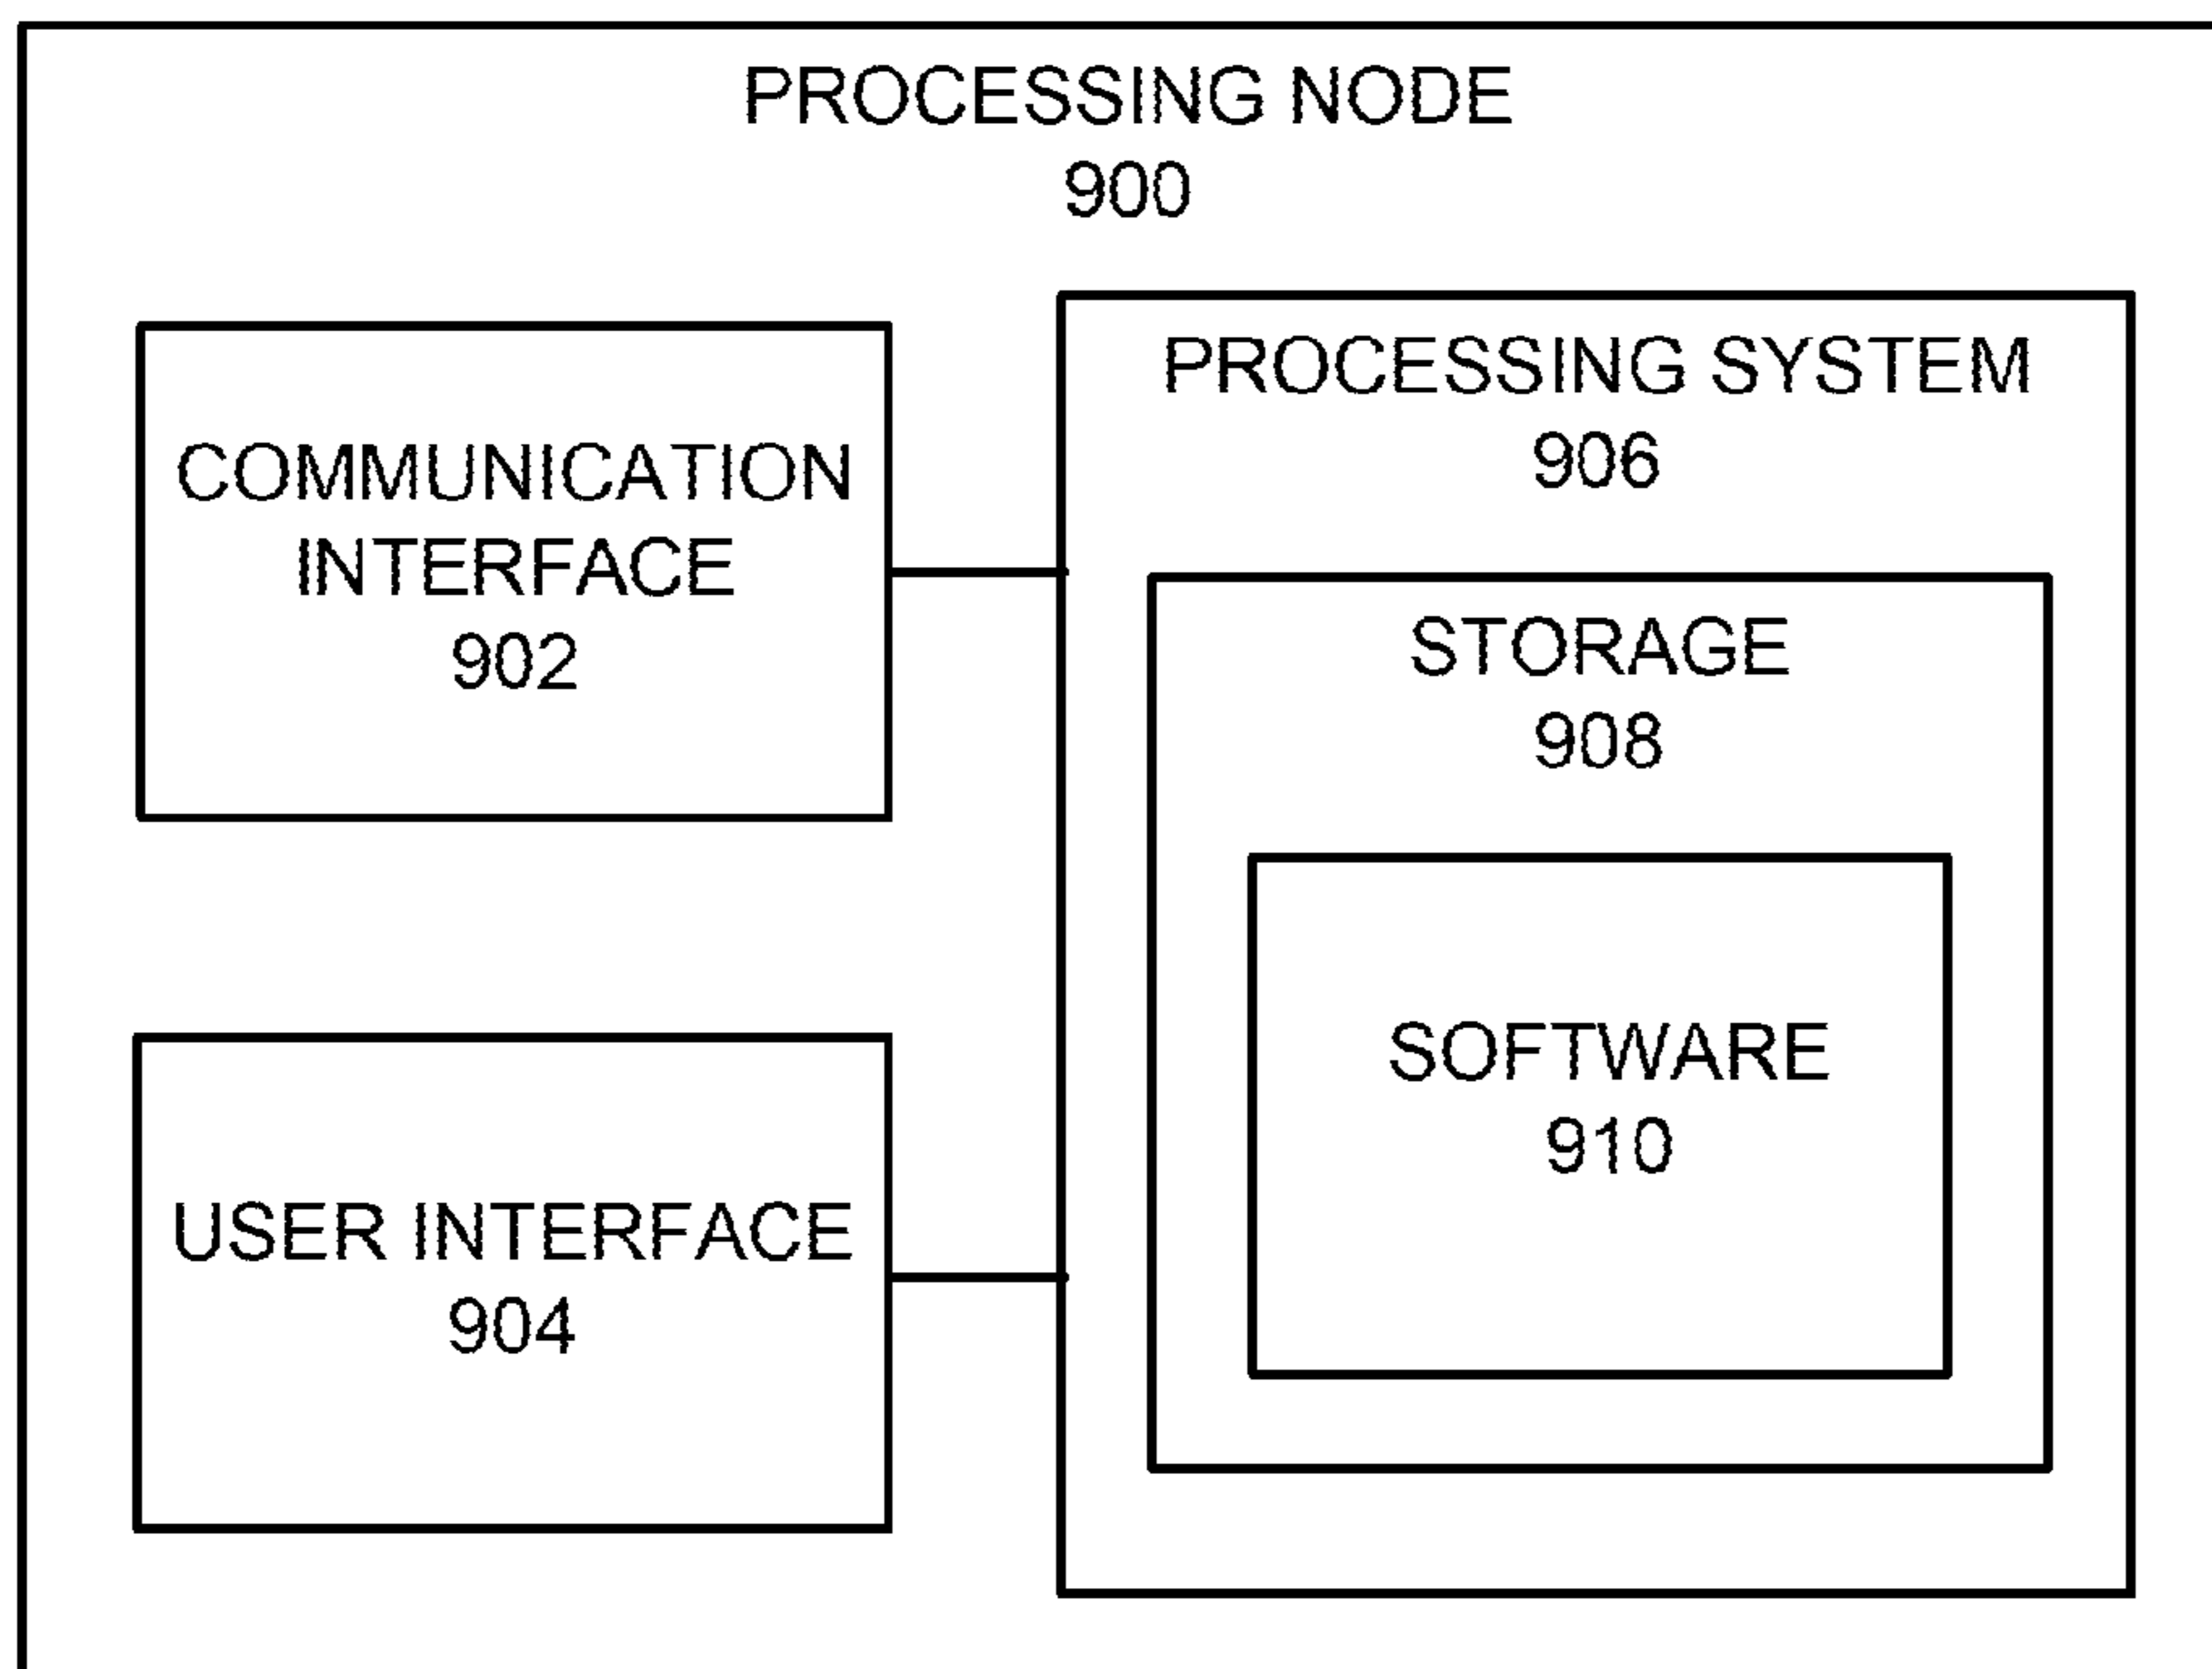 PROCESSING NODE
900
COMMUNICATION
INTERFACE
902
USER INTERFACE
904
PROCESSING SYSTEM
906
STORAGE
908
SOFTWARE
910